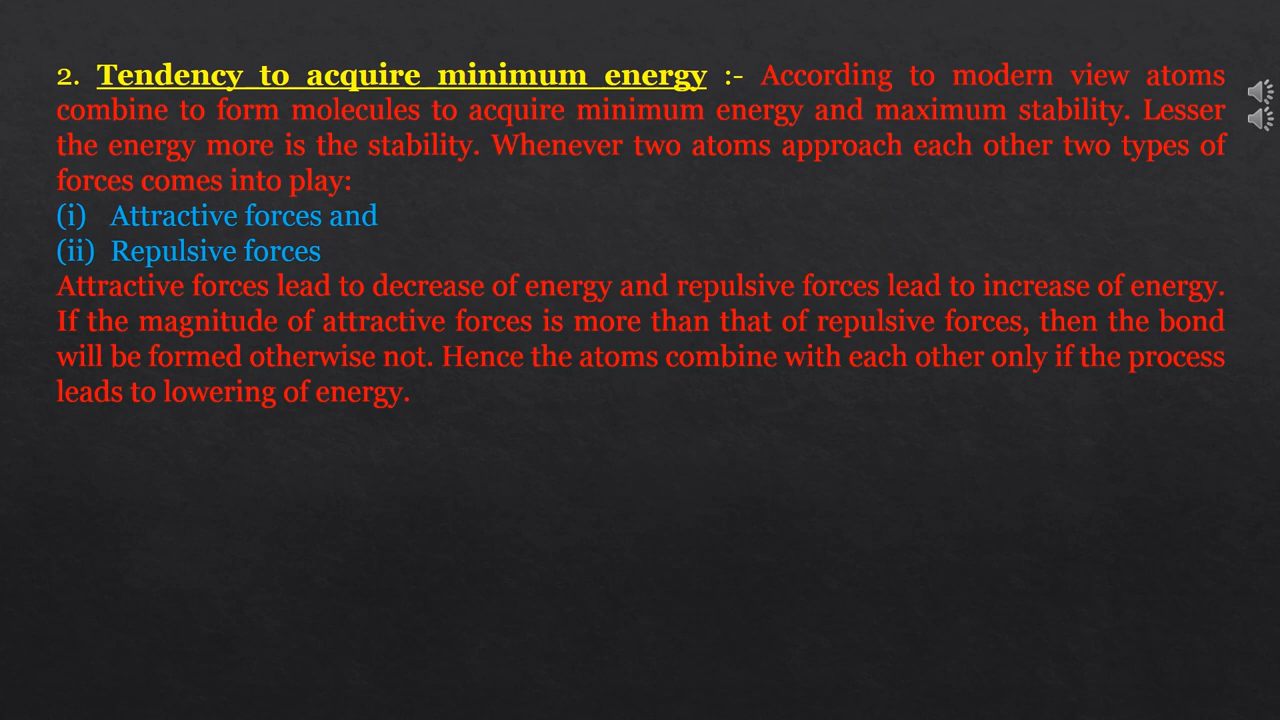 2. Tendency to acquire minimum energy :- According to modern view atoms
combine to form molecules to acquire minimum energy and maximum stability. Lesser
the energy more is the stability. Whenever two atoms approach each other two types of
forces comes into play:
(i) Attractive forces and
(ii) Repulsive forces
Attractive forces lead to decrease of energy and repulsive forces lead to increase of energy.
If the magnitude of attractive forces is more than that of repulsive forces, then the bond
will be formed otherwise not. Hence the atoms combine with each other only if the process
leads to lowering of energy.